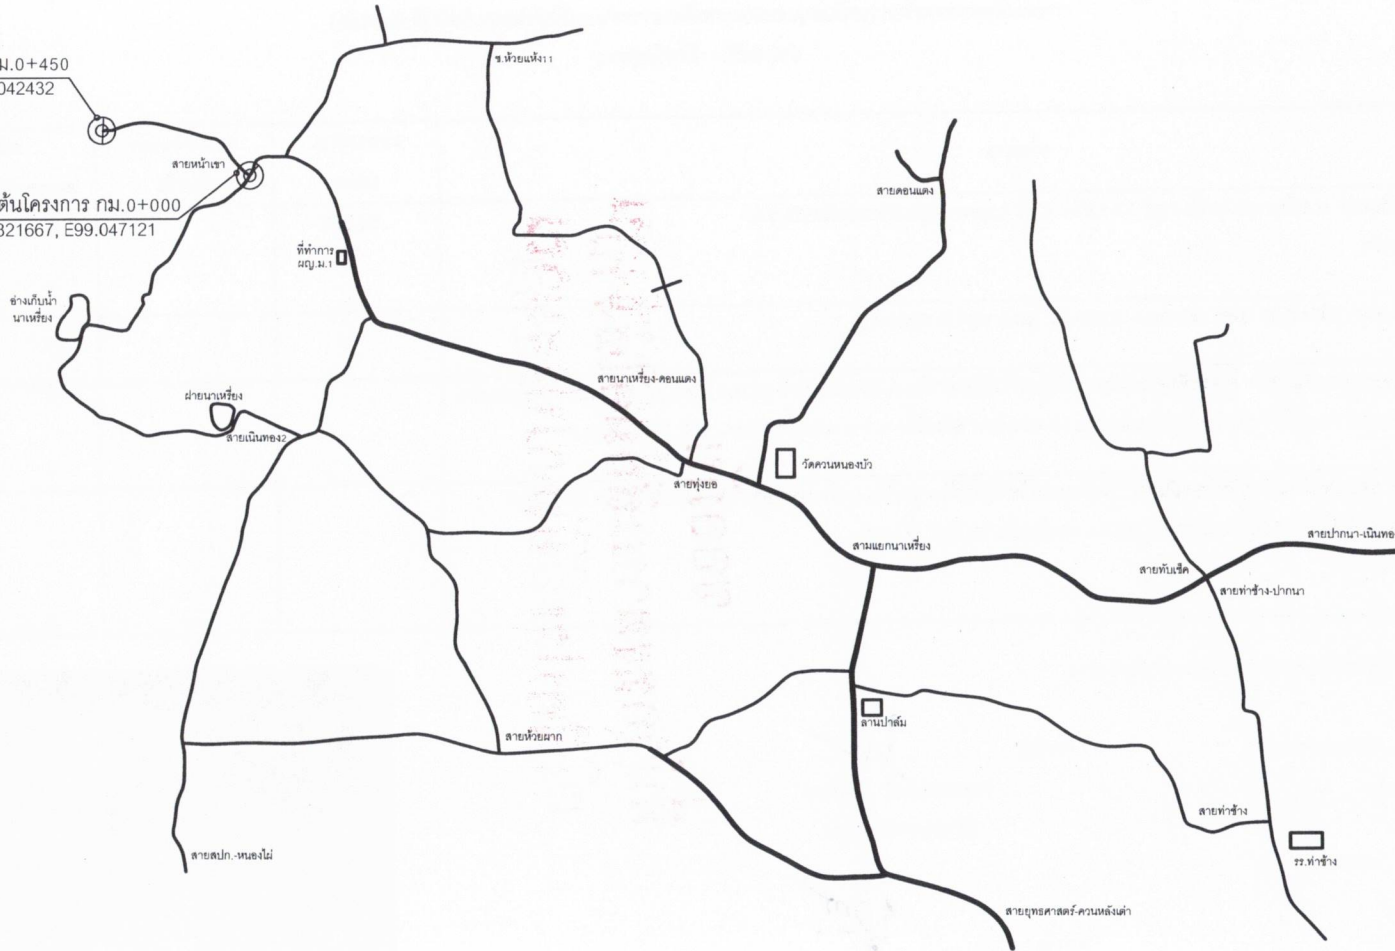 ม.0+450
042432
ซ.ห้วยแห้ง11
สายหน้าเขา
สายดอนแตง
ต้นโครงการ กม.0+000
321667, E99.047121
ที่ทำการ
ผญ.ม.1
อ่างเก็บน้ำ
นาเหรี่ยง
สายนาเหรี่ยง-ดอนแตง
ฝายนาเหรี่ยง
สายเนินทอง2
วัดควนหนองบัว
สายทุ่งยอ
สามแยกนาเหรี่ยง
สายปากนา-เนินทอ
สายทับเช็ค
สายท่าช้าง-ปากนา
ลานปาล์ม
สายห้วยผาก
สายท่าช้าง
สายสปก.-หนองไผ่
รร.ท่าช้าง
สายยุทธศาสตร์-ควนหลังเต่า